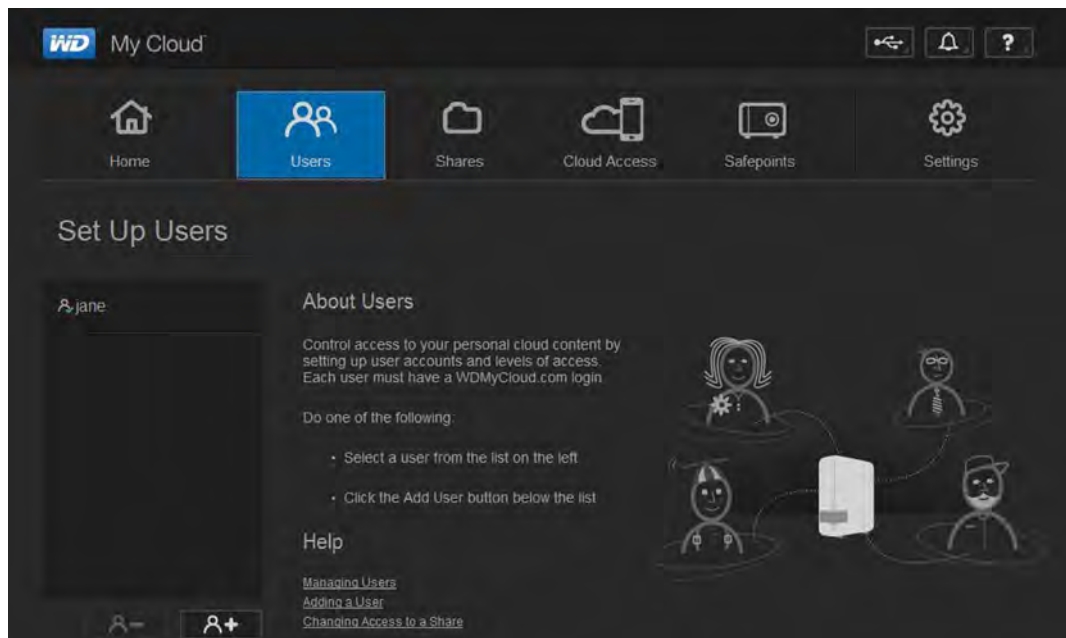 WD My Cloud
?
Home
Users
Shares
Cloud Access
Safepoints
Settings
Set Up Users
jane
About Users
Control access to your personal cloud content by
setting up user accounts and levels of access.
Each user must have a WDMyCloud.com login.
Do one of the following:
• Select a user from the list on the left
• Click the Add User button below the list
Help
Managing Users
Adding a User
Changing Access to a Share